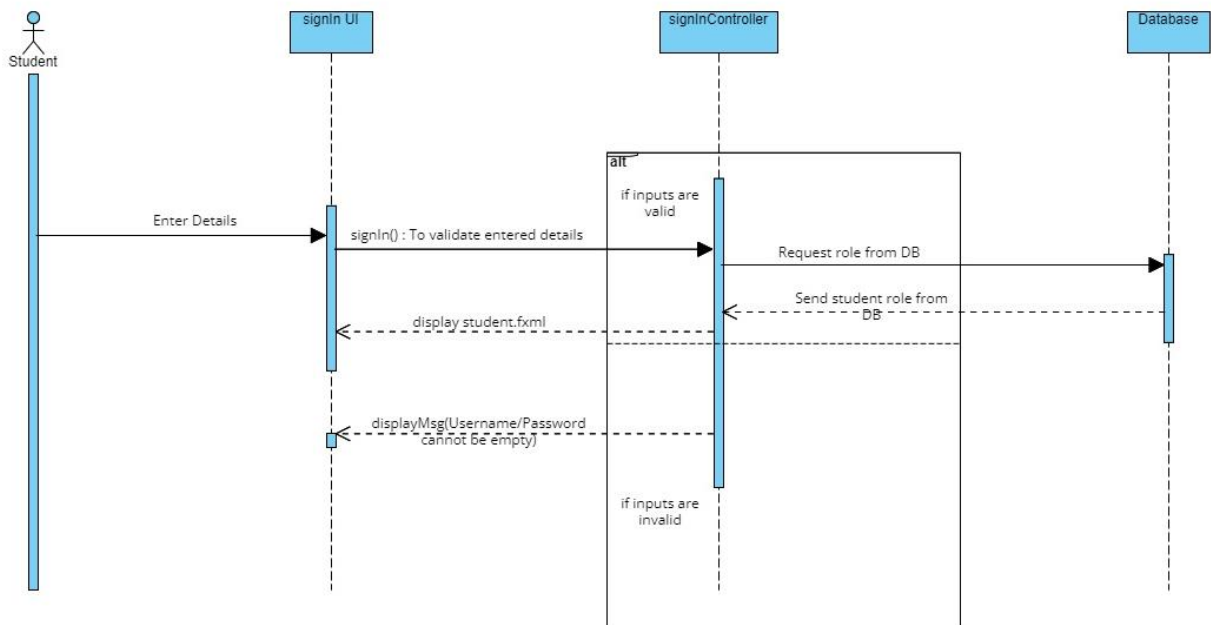 signIn UI
signInController
Database
Student
alt
if inputs are
valid
Enter Details
signIn() : To validate entered details
Request role from DB
Send student role from
DB
display student.fxml
displayMsg(Username/Password
cannot be empty)
if inputs are
invalid